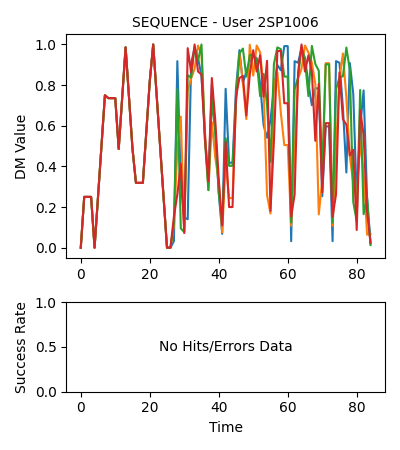 SEQUENCE - User 2SP1006
DM Value
1.0
0.8
0.6
0.4
0.2
0.0
0 20 40 60 80
Success Rate
1.0
0.5
0.0
No Hits/Errors Data
0 20 40 60 80
Time